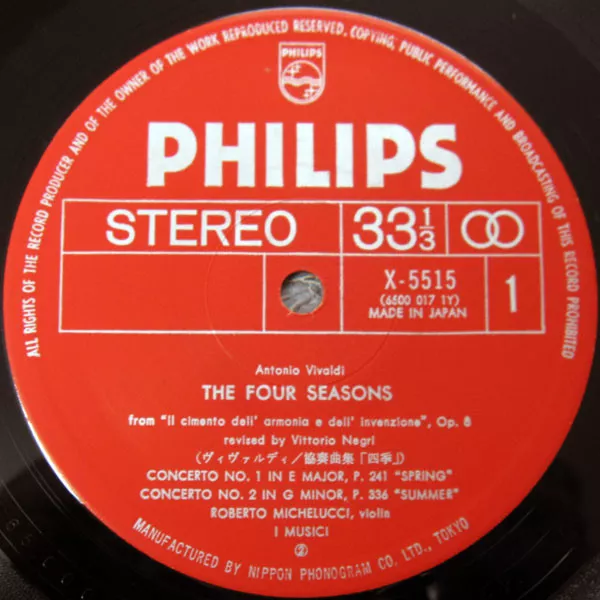 ALL RIGHTS OF THE RECORD PRODUCER AND OF THE OWNER OF THE WORK REPRODUCED RESERVED. COPYING, PUBLIC PERFORMANCE AND BROADCASTING OF THIS RECORD PROHIBITED
PHILIPS
PHILIPS
STEREO 33⅓
X-5515
(6500 017 1Y)
MADE IN JAPAN
1
Antonio Vivaldi
THE FOUR SEASONS
from "il cimento dell' armonia e dell' invenzione", Op. 8
revised by Vittorio Negri
(ヴィヴァルディ/協奏曲集「四季」)
CONCERTO NO. 1 IN E MAJOR, P. 241 "SPRING"
CONCERTO NO. 2 IN G MINOR, P. 336 "SUMMER"
ROBERTO MICHELUCCI, violin
I MUSICI
②
MANUFACTURED BY NIPPON PHONOGRAM CO. LTD., TOKYO